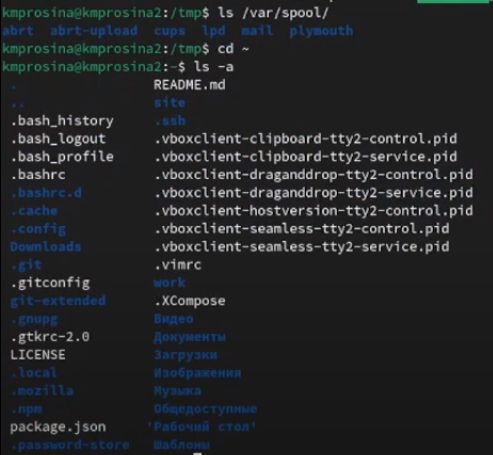 kmprosina@kmprosina2:/tmp$ ls /var/spool/
abrt abrt-upload cups lpd mail plymouth
kmprosina@kmprosina2:/tmp$ cd ~
kmprosina@kmprosina2:~$ ls -a
. README.md
.. site
.bash_history .ssh
.bash_logout .vboxclient-clipboard-tty2-control.pid
.bash_profile .vboxclient-clipboard-tty2-service.pid
.bashrc .vboxclient-draganddrop-tty2-control.pid
.bashrc.d .vboxclient-draganddrop-tty2-service.pid
.cache .vboxclient-hostversion-tty2-control.pid
.config .vboxclient-seamless-tty2-control.pid
Downloads .vboxclient-seamless-tty2-service.pid
.git .vimrc
.gitconfig work
git-extended .XCompose
.gnupg Видео
.gtkrc-2.0 Документы
LICENSE Загрузки
.local Изображения
.mozilla Музыка
.npm Общедоступные
package.json 'Рабочий стол'
.password-store Шаблоны